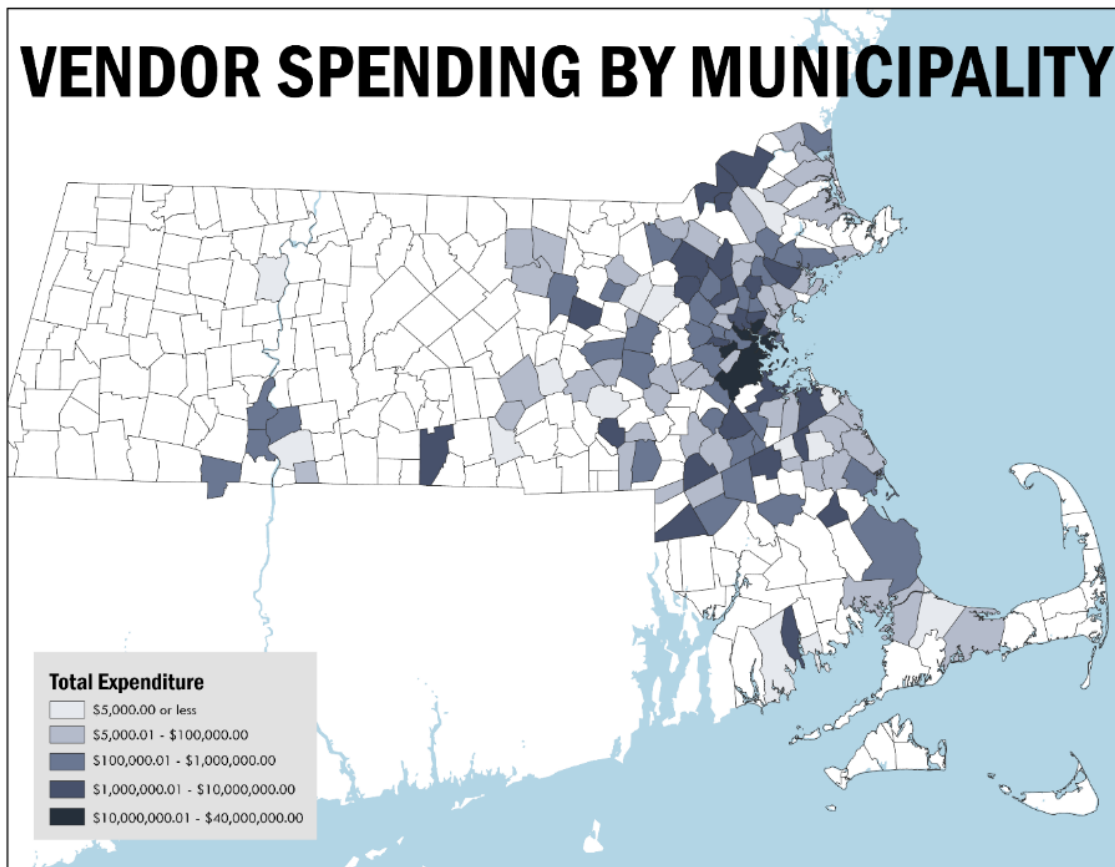 VENDOR SPENDING BY MUNICIPALITY
Total Expenditure
$5,000.00 or less
$5,000.01 - $100,000.00
$100,000.01 - $1,000,000.00
$1,000,000.01 - $10,000,000.00
$10,000,000.01 - $40,000,000.00